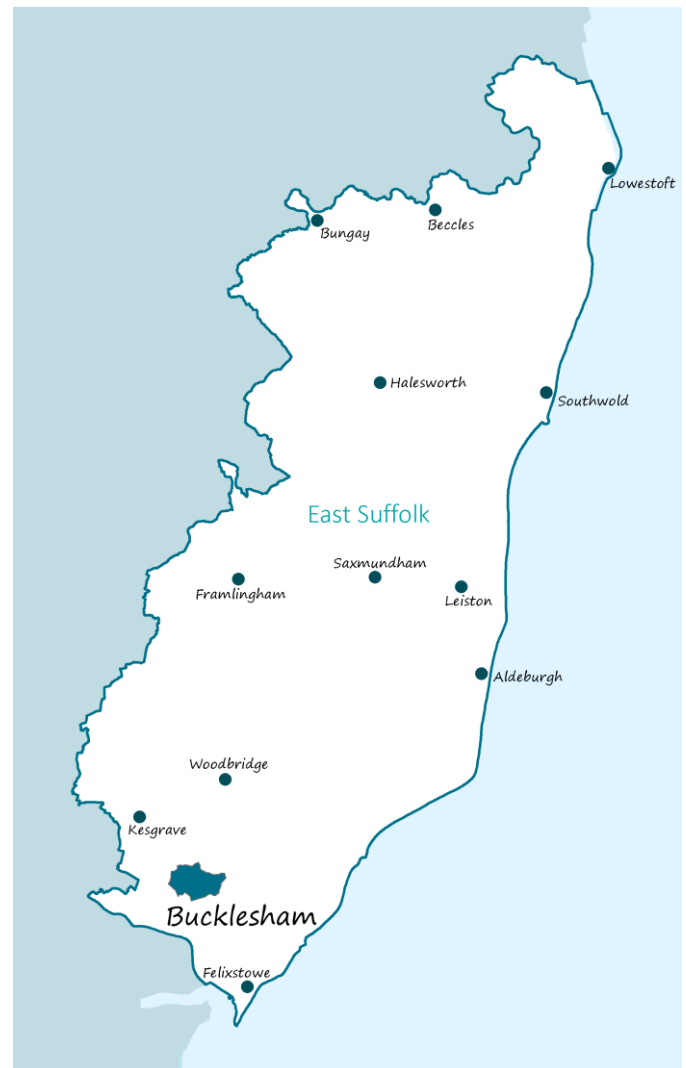 Lowestoft
Beccles
Bungay
Halesworth
Southwold
East Suffolk
Saxmundham
Framlingham
Leiston
Aldeburgh
Woodbridge
Kesgrave
Bucklesham
Felixstowe